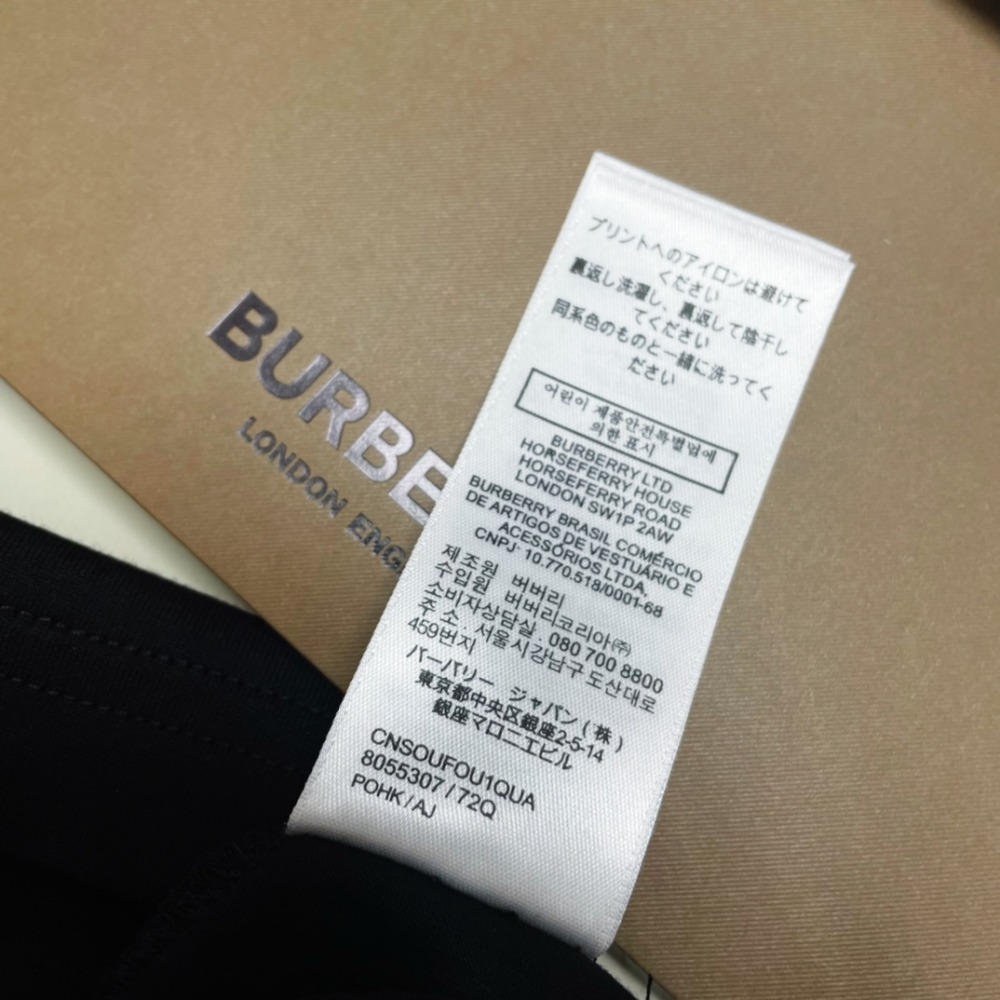 BURBE
LONDON ENG
プリントへのアイロンは避けて
ください
裏返し洗濯し、裏返して陰干し
てください
同系色のものと一緒に洗ってく
ださい
어린이 제품안전특별법에
의한 표시
BURBERRY LTD
HORSEFERRY HOUSE
HORSEFERRY ROAD
LONDON SW1P 2AW
BURBERRY BRASIL COMÉRCIO
DE ARTIGOS DE VESTUÁRIO E
ACESSÓRIOS LTDA,
CNPJ- 10.770.518/0001-68
제조원 버버리
수입원 버버리코리아㈜
소비자상담실 . 080 700 8800
주 소 . 서울시강남구 도산대로
459번지
バーバリー ジャパン ( 株 )
東京都中央区銀座2-5-14
銀座マロニエビル
CNSOUFOU1QUA
8055307 / 72Q
POHK / AJ